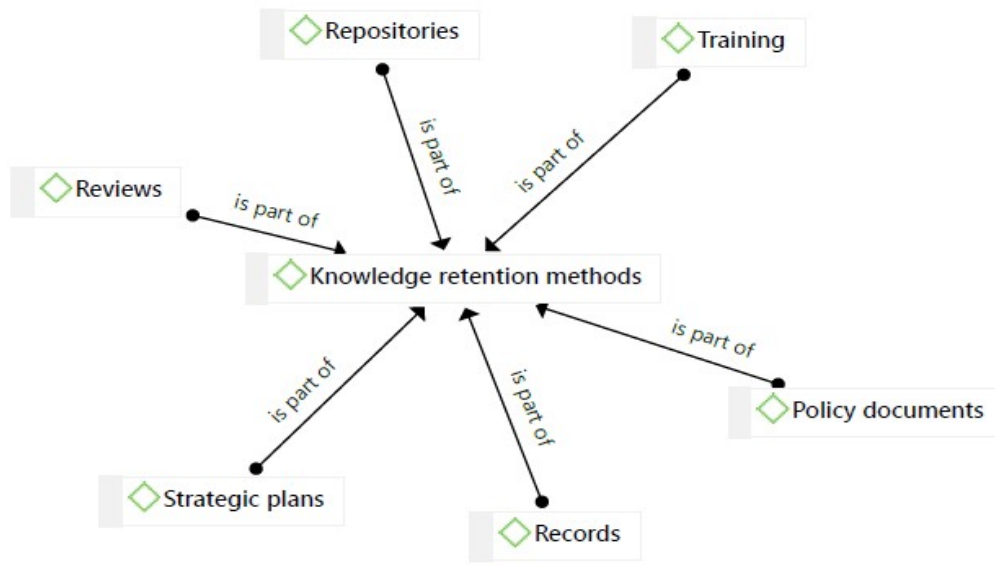 Repositories
Training
is part of
is part of
Reviews
is part of
Knowledge retention methods
is part of
is part of
is part of
Policy documents
Strategic plans
Records